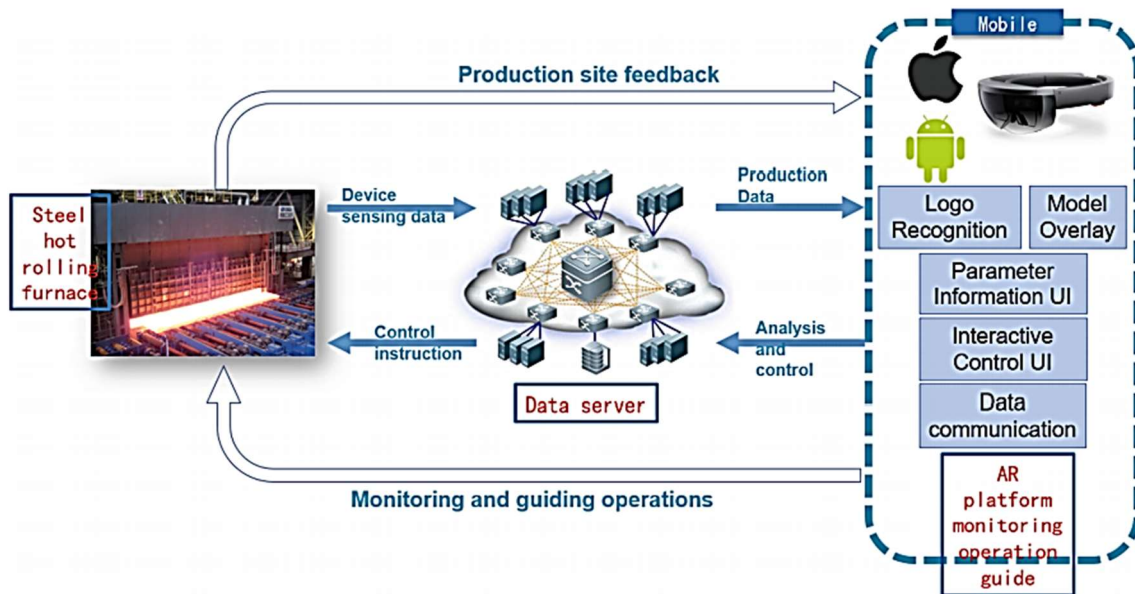 Mobile
Production site feedback
Steel
hot
rolling
furnace
Device
sensing data
Production
Data
Logo
Recognition
Model
Overlay
Parameter
Information UI
Interactive
Control UI
Data
communication
Control
instruction
Analysis
and
control
Data server
Monitoring and guiding operations
AR
platform
monitoring
operation
guide